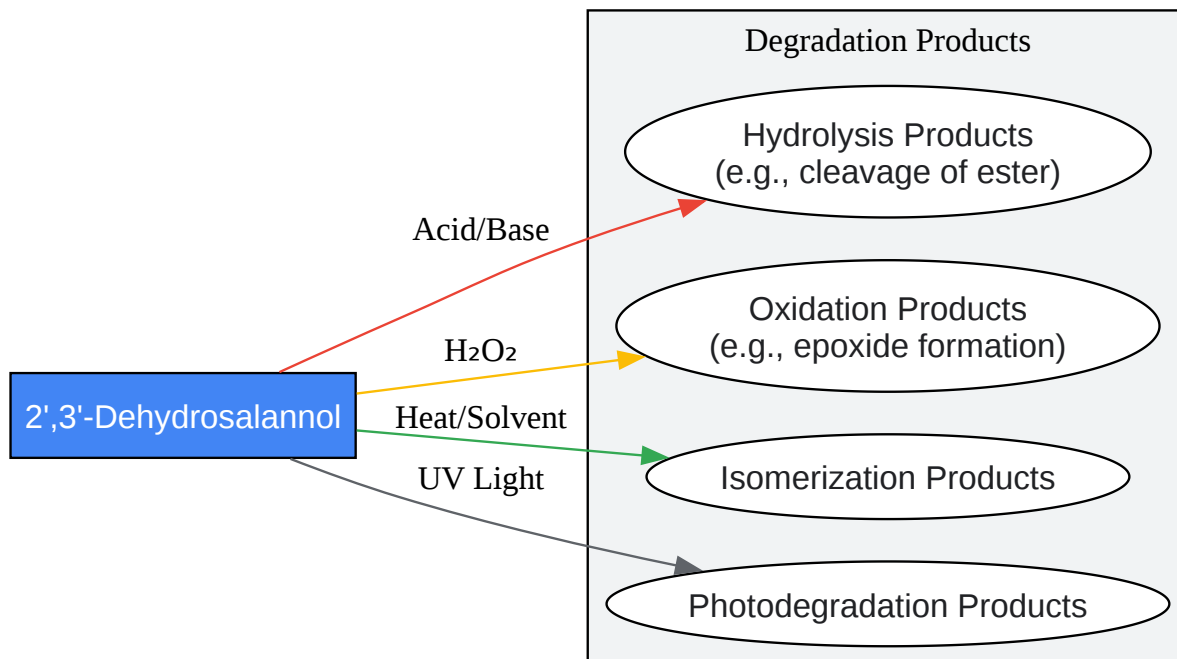 Degradation Products
Hydrolysis Products
(e.g., cleavage of ester)
Acid/Base
Oxidation Products
(e.g., epoxide formation)
H₂O₂
2',3'-Dehydrosalannol
Heat/Solvent
Isomerization Products
UV Light
Photodegradation Products